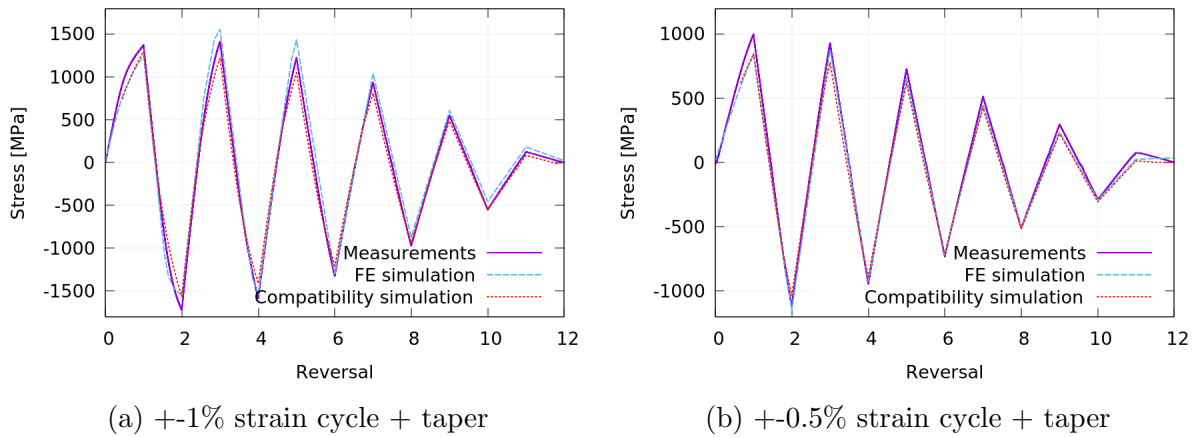 1500
1000
500
0
-500
-1000
-1500
Stress [MPa]
0 2 4 6 8 10 12
Reversal
Measurements
FE simulation
Compatibility simulation
(a) +-1% strain cycle + taper
1000
500
0
-500
-1000
Stress [MPa]
0 2 4 6 8 10 12
Reversal
Measurements
FE simulation
Compatibility simulation
(b) +-0.5% strain cycle + taper